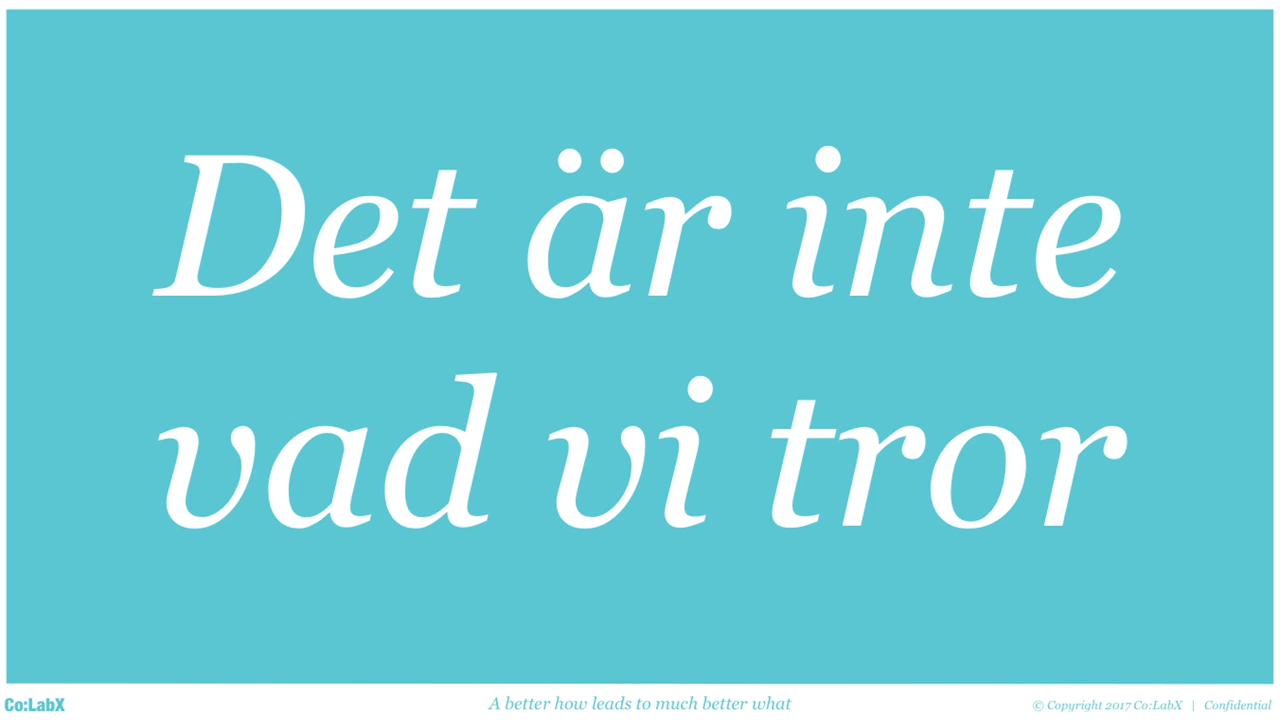 Det är inte
vad vi tror
Co:LabX
A better how leads to much better what
© Copyright 2017 Co:LabX | Confidential